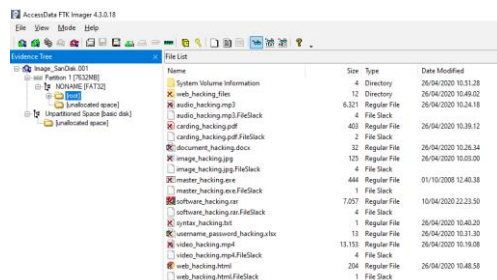 AccessData FTK Imager 4.3.0.18
File View Mode Help
Evidence Tree
File List
Image_SanDisk.001
Partition 1 [7632MB]
NONAME [FAT32]
[root]
[unallocated space]
Unpartitioned Space [basic disk]
[unallocated space]
Name Size Type Date Modified
System Volume Information 4 Directory 26/04/2020 10.51.28
web_hacking_files 12 Directory 26/04/2020 10.49.02
audio_hacking.mp3 6.321 Regular File 26/04/2020 10.24.18
audio_hacking.mp3.FileSlack 4 File Slack
carding_hacking.pdf 403 Regular File 26/04/2020 10.39.12
carding_hacking.pdf.FileSlack 2 File Slack
document_hacking.docx 32 Regular File 26/04/2020 10.26.34
image_hacking.jpg 125 Regular File 26/04/2020 10.03.00
image_hacking.jpg.FileSlack 4 File Slack
master_hacking.exe 444 Regular File 01/10/2008 12.40.38
master_hacking.exe.FileSlack 1 File Slack
software_hacking.rar 7.057 Regular File 10/04/2020 22.23.50
software_hacking.rar.FileSlack 4 File Slack
syntax_hacking.txt 1 Regular File 26/04/2020 10.40.20
username_password_hacking.xlsx 13 Regular File 26/04/2020 10.31.30
video_hacking.mp4 13.153 Regular File 26/04/2020 10.19.08
video_hacking.mp4.FileSlack 4 File Slack
web_hacking.html 204 Regular File 26/04/2020 10.48.58
web_hacking.html.FileSlack 1 File Slack